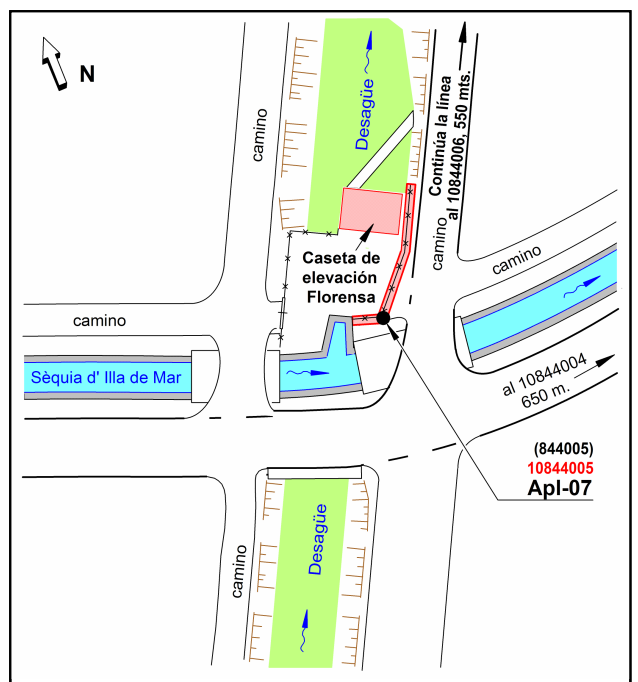 N
camino
Desagüe
Continúa la línea
al 10844006, 550 mts.
camino
camino
Caseta de
elevación
Florensa
camino
Sèquia d' Illa de Mar
al 10844004
650 m.
(844005)
10844005
Apl-07
Desagüe
camino